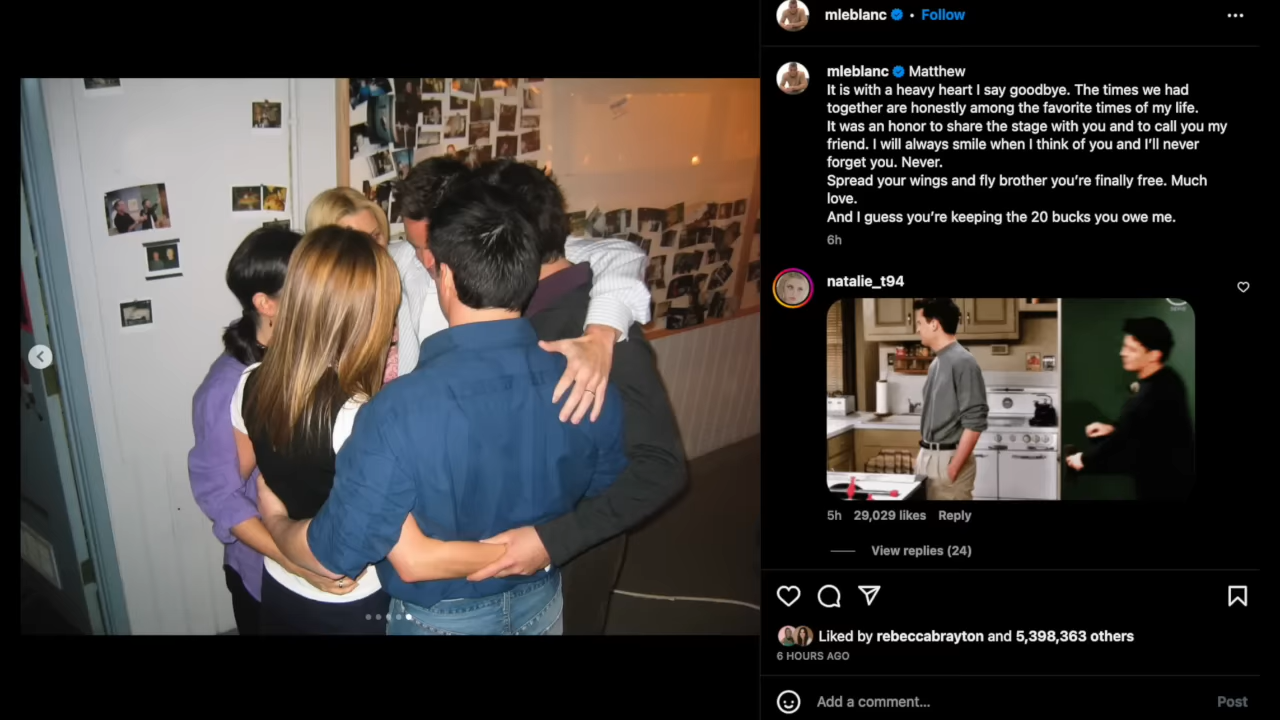 mleblanc • Follow
mleblanc Matthew
It is with a heavy heart I say goodbye. The times we had
together are honestly among the favorite times of my life.
It was an honor to share the stage with you and to call you my
friend. I will always smile when I think of you and I'll never
forget you. Never.
Spread your wings and fly brother you're finally free. Much
love.
And I guess you're keeping the 20 bucks you owe me.
6h
natalie_t94
5h 29,029 likes Reply
View replies (24)
Liked by rebeccabrayton and 5,398,363 others
6 HOURS AGO
Add a comment... Post